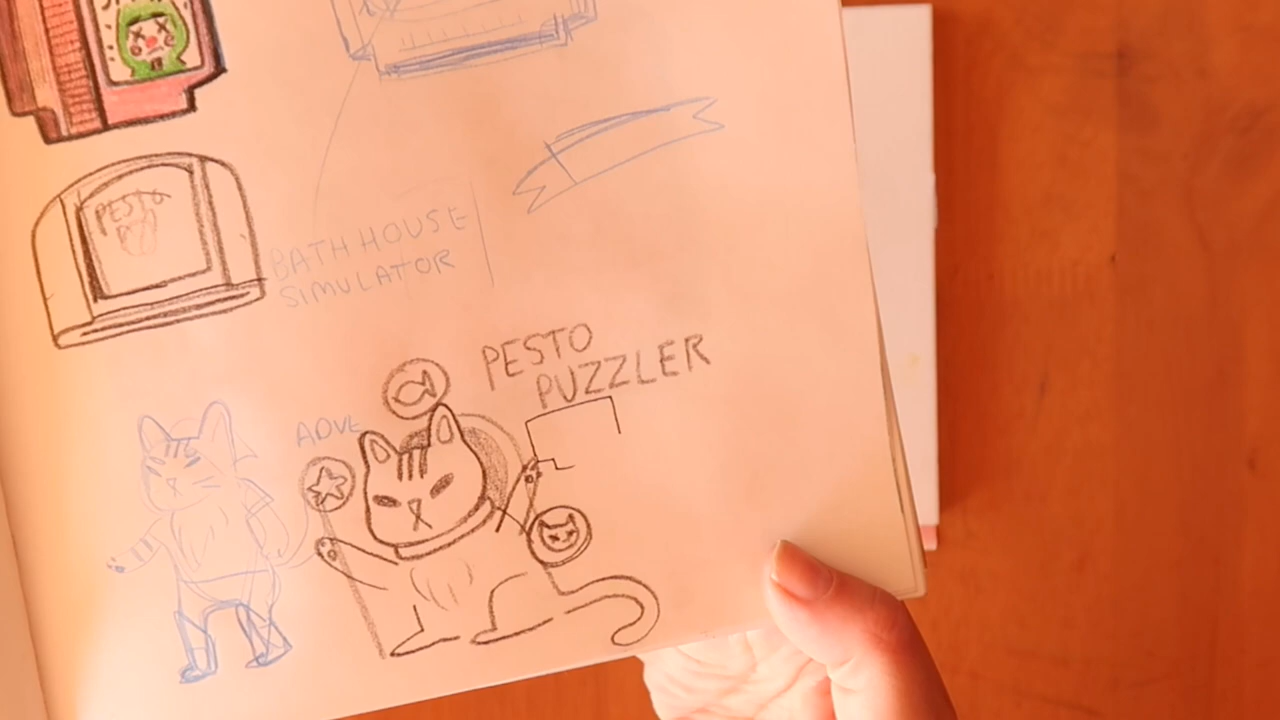 PESTO
BATH HOUSE
SIMULATOR
PESTO
PUZZLER
ADVE